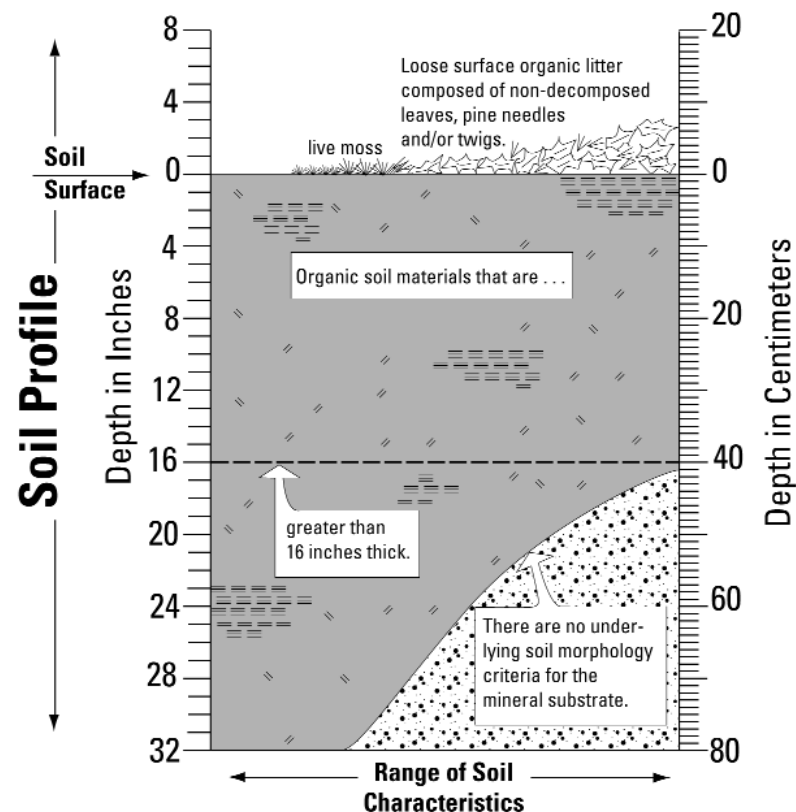 8
4
0
4
8
12
16
20
24
28
32
20
0
20
40
60
80
Soil
Surface
Soil Profile
Depth in Inches
Depth in Centimeters
Loose surface organic litter
composed of non-decomposed
leaves, pine needles
and/or twigs.
live moss
Organic soil materials that are . . .
greater than
16 inches thick.
There are no under-
lying soil morphology
criteria for the
mineral substrate.
Range of Soil
Characteristics